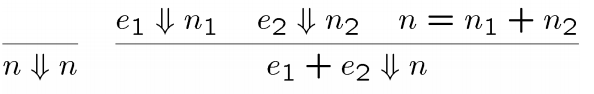 e₁ ⇓ n₁ e₂ ⇓ n₂ n = n₁ + n₂
n ⇓ n e₁ + e₂ ⇓ n